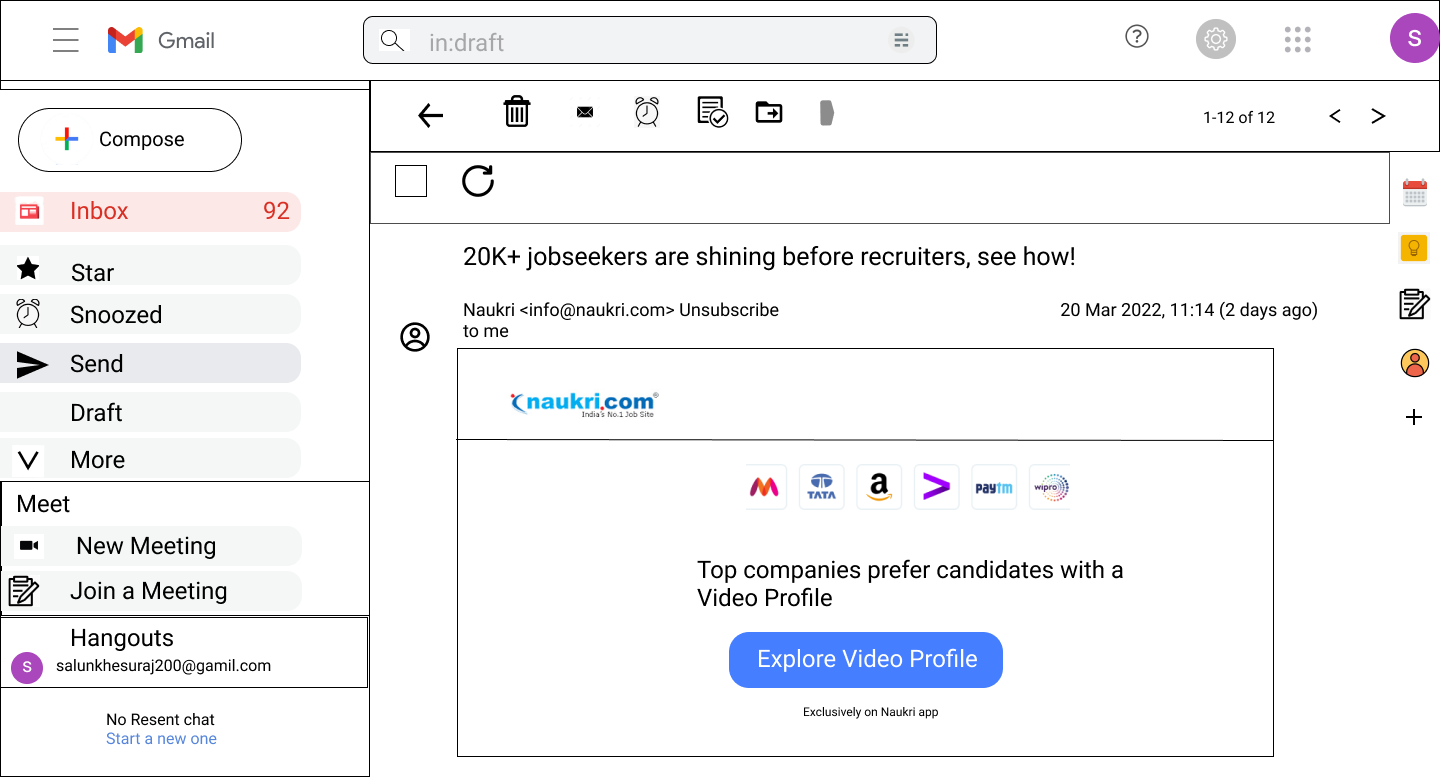 Gmail
in:draft
S
Compose
1-12 of 12
Inbox 92
Star
Snoozed
Send
Draft
More
Meet
New Meeting
Join a Meeting
Hangouts
S
salunkhesuraj200@gamil.com
No Resent chat
Start a new one
20K+ jobseekers are shining before recruiters, see how!
Naukri <info@naukri.com> Unsubscribe
20 Mar 2022, 11:14 (2 days ago)
to me
naukri.com®
India's No.1 Job Site
TATA
a
paytm
wipro
Top companies prefer candidates with a
Video Profile
Explore Video Profile
Exclusively on Naukri app